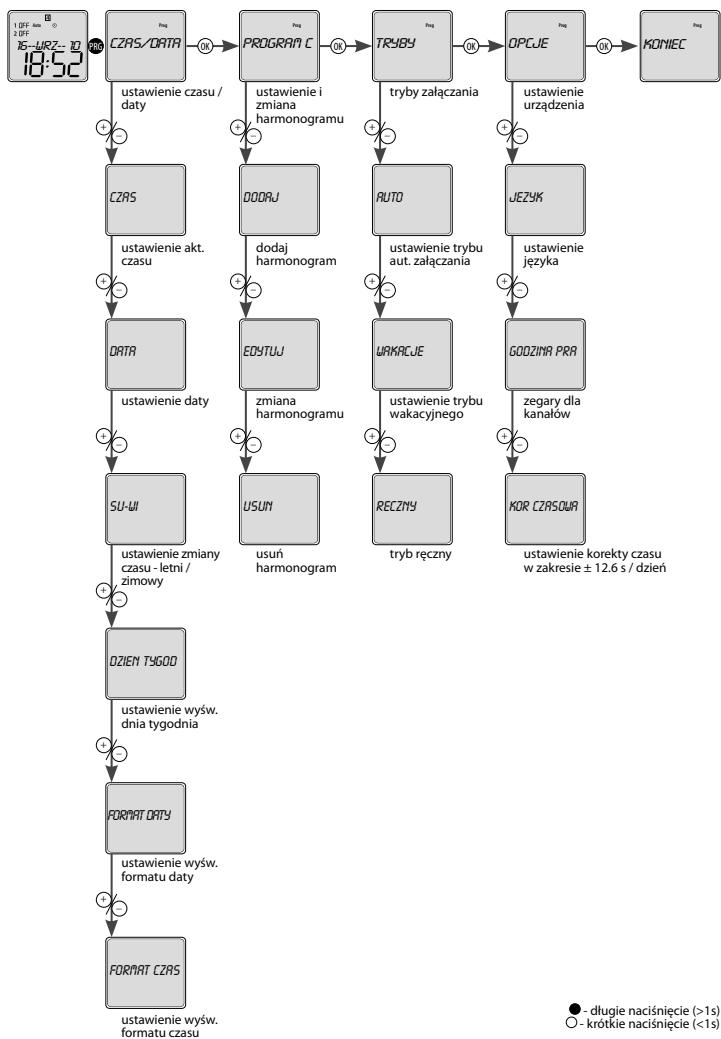 1 OFF Auto
2 OFF
16--WRZ-- 10
18:52
PRG
Prog
CZAS/DATA
OK
Prog
PROGRAM C
OK
Prog
TRYBY
OK
Prog
OPCJE
OK
Prog
KONIEC
ustawienie czasu /
daty
ustawienie i
zmiana
harmonogramu
tryby załączania
ustawienie
urządzenia
+ − + − + − + −
CZAS
DODAJ
AUTO
JEZYK
ustawienie akt.
czasu
dodaj
harmonogram
ustawienie trybu
aut. załączania
ustawienie
języka
+ − + − + − + −
DATA
EDYTUJ
WAKACJE
GODZINA PRA
ustawienie daty
zmiana
harmonogramu
ustawienie trybu
wakacyjnego
zegary dla
kanałów
+ − + − + − + −
SU-WI
USUN
RECZNY
KOR CZASOWA
ustawienie zmiany
czasu - letni /
zimowy
usuń
harmonogram
tryb ręczny
ustawienie korekty czasu
w zakresie ± 12.6 s / dzień
+ −
DZIEN TYGOD
ustawienie wyśw.
dnia tygodnia
+ −
FORMAT DATY
ustawienie wyśw.
formatu daty
+ −
FORMAT CZAS
ustawienie wyśw.
formatu czasu
- długie naciśnięcie (>1s)
- krótkie naciśnięcie (<1s)